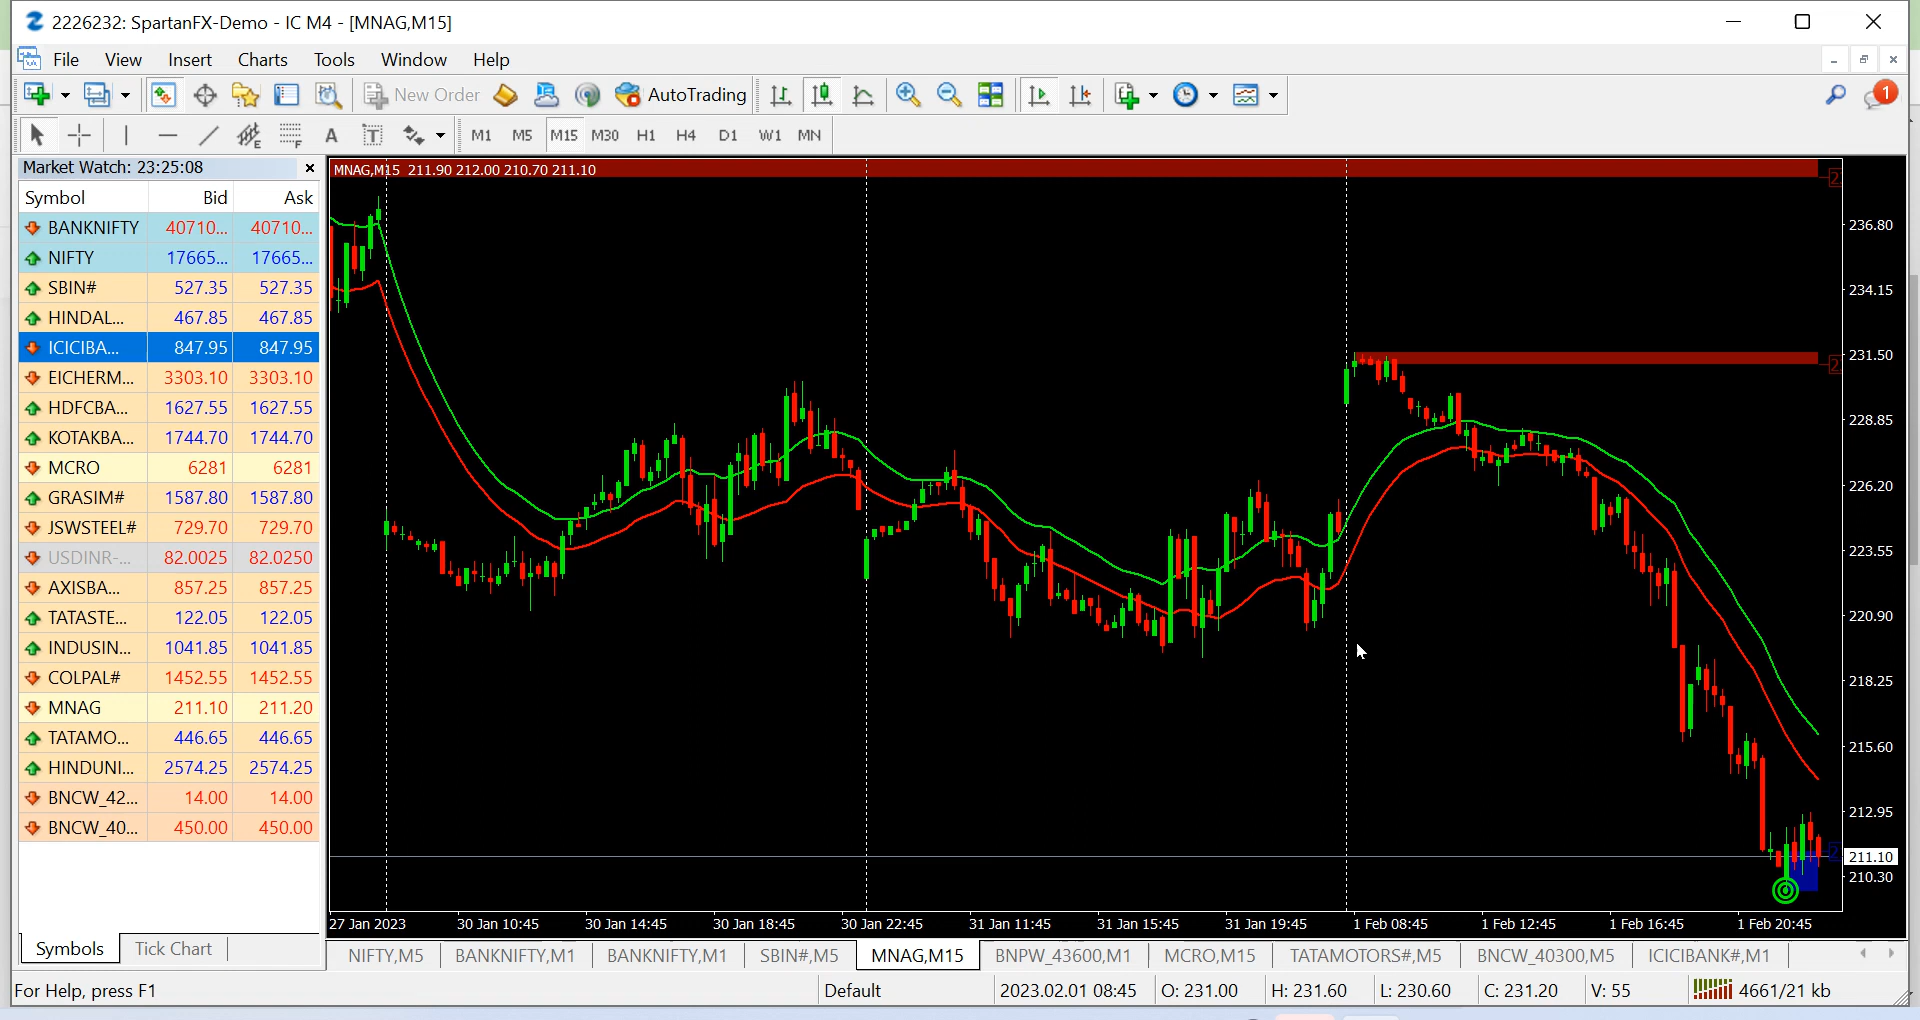 2226232: SpartanFX-Demo - IC M4 - [MNAG,M15]
File View Insert Charts Tools Window Help
New Order AutoTrading 1
A M1 M5 M15 M30 H1 H4 D1 W1 MN
Market Watch: 23:25:08
Symbol Bid Ask
BANKNIFTY 40710... 40710...
NIFTY 17665... 17665...
SBIN# 527.35 527.35
HINDAL... 467.85 467.85
ICICIBA... 847.95 847.95
EICHERM... 3303.10 3303.10
HDFCBA... 1627.55 1627.55
KOTAKBA... 1744.70 1744.70
MCRO 6281 6281
GRASIM# 1587.80 1587.80
JSWSTEEL# 729.70 729.70
USDINR-... 82.0025 82.0250
AXISBA... 857.25 857.25
TATASTE... 122.05 122.05
INDUSIN... 1041.85 1041.85
COLPAL# 1452.55 1452.55
MNAG 211.10 211.20
TATAMO... 446.65 446.65
HINDUNI... 2574.25 2574.25
BNCW_42... 14.00 14.00
BNCW_40... 450.00 450.00
Symbols Tick Chart
MNAG,M15 211.90 212.00 210.70 211.10
236.80
234.15
231.50
228.85
226.20
223.55
220.90
218.25
215.60
212.95
211.10
210.30
27 Jan 2023 30 Jan 10:45 30 Jan 14:45 30 Jan 18:45 30 Jan 22:45 31 Jan 11:45 31 Jan 15:45 31 Jan 19:45 1 Feb 08:45 1 Feb 12:45 1 Feb 16:45 1 Feb 20:45
NIFTY,M5 BANKNIFTY,M1 BANKNIFTY,M1 SBIN#,M5 MNAG,M15 BNPW_43600,M1 MCRO,M15 TATAMOTORS#,M5 BNCW_40300,M5 ICICIBANK#,M1
For Help, press F1 Default 2023.02.01 08:45 O: 231.00 H: 231.60 L: 230.60 C: 231.20 V: 55 4661/21 kb